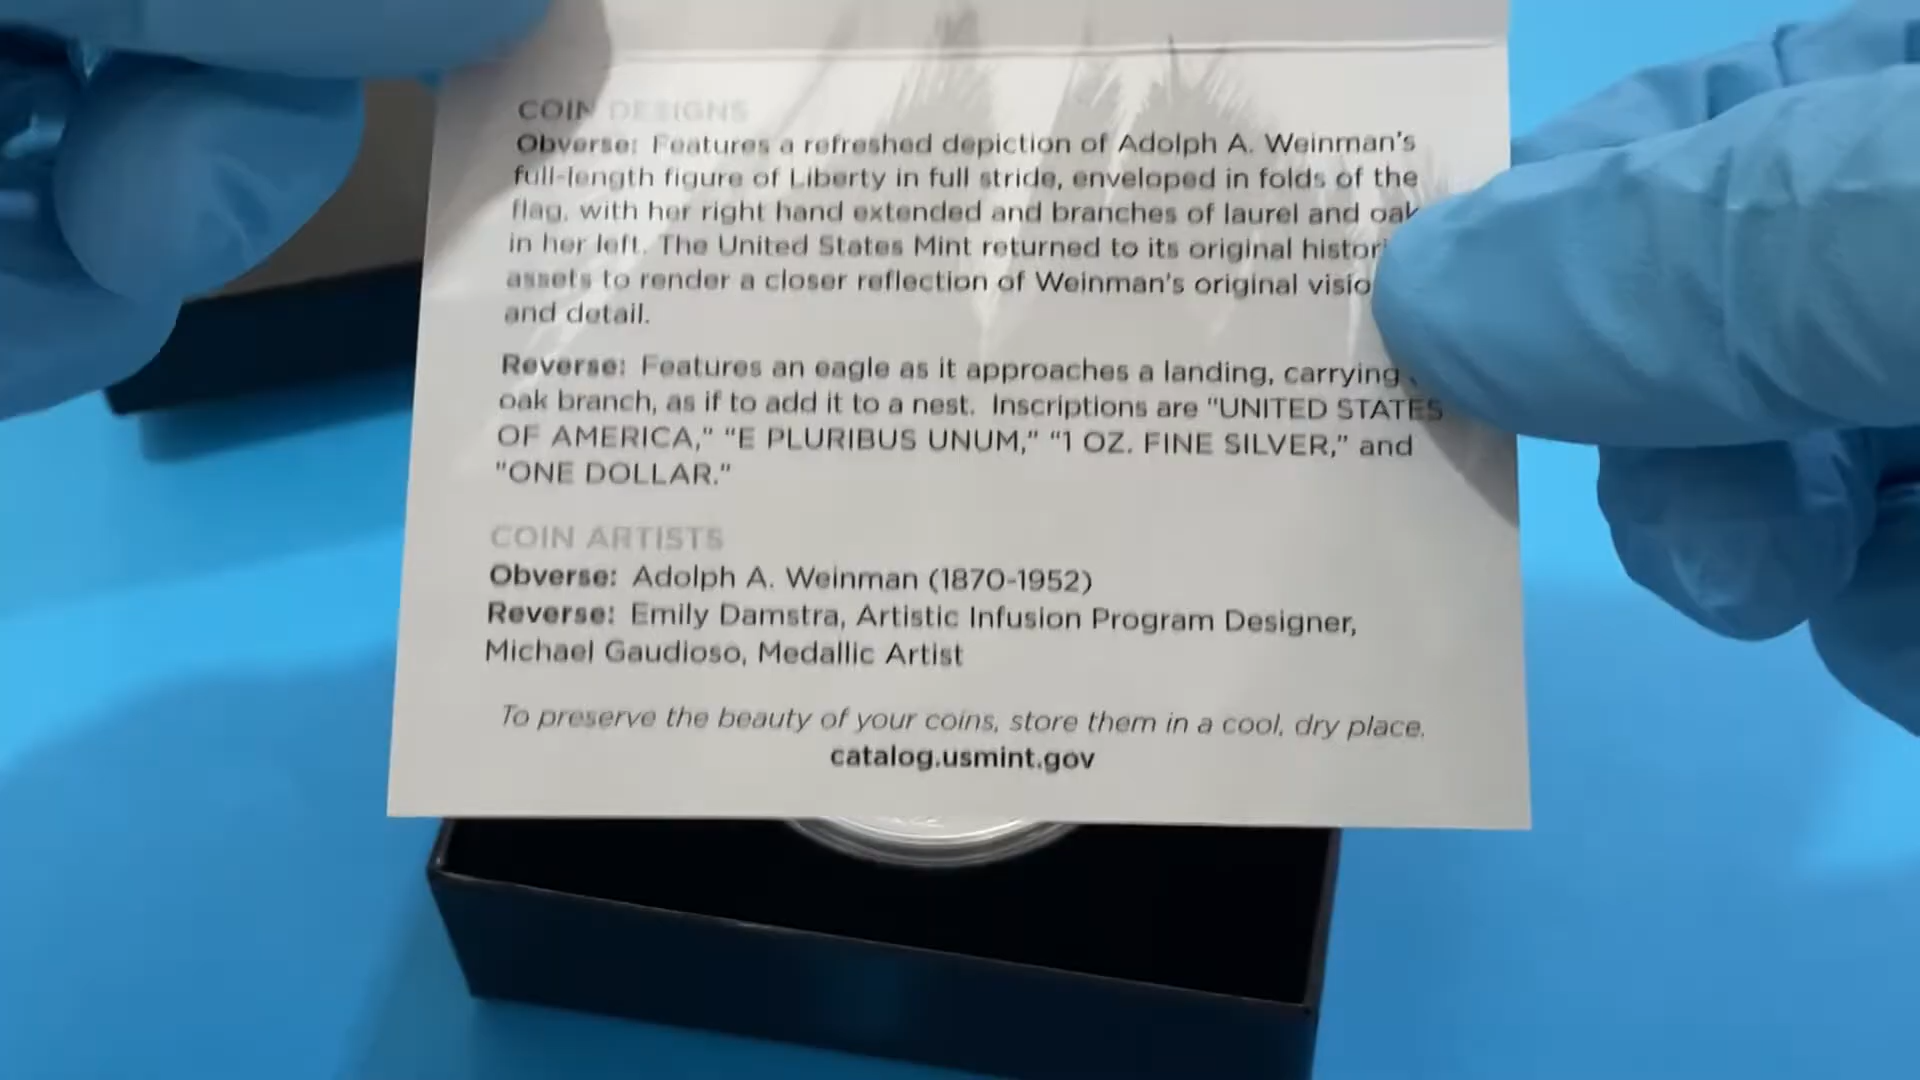 COIN DESIGNS
Obverse: Features a refreshed depiction of Adolph A. Weinman's
full-length figure of Liberty in full stride, enveloped in folds of the
flag, with her right hand extended and branches of laurel and oak
in her left. The United States Mint returned to its original histori
assets to render a closer reflection of Weinman's original visio
and detail.
Reverse: Features an eagle as it approaches a landing, carrying
oak branch, as if to add it to a nest. Inscriptions are "UNITED STATES
OF AMERICA," "E PLURIBUS UNUM," "1 OZ. FINE SILVER," and
"ONE DOLLAR."
COIN ARTISTS
Obverse: Adolph A. Weinman (1870-1952)
Reverse: Emily Damstra, Artistic Infusion Program Designer,
Michael Gaudioso, Medallic Artist
To preserve the beauty of your coins, store them in a cool, dry place.
catalog.usmint.gov